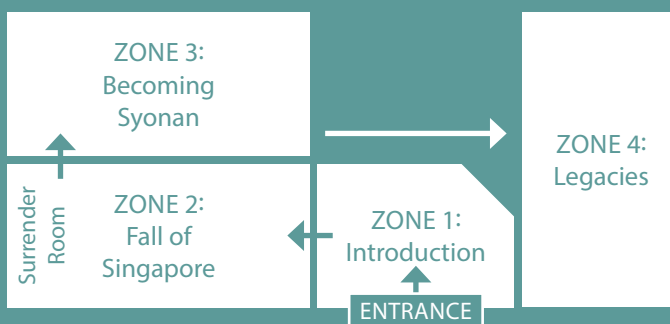 ZONE 3:
Becoming
Syonan
ZONE 4:
Legacies
Surrender
Room
ZONE 2:
Fall of
Singapore
ZONE 1:
Introduction
ENTRANCE